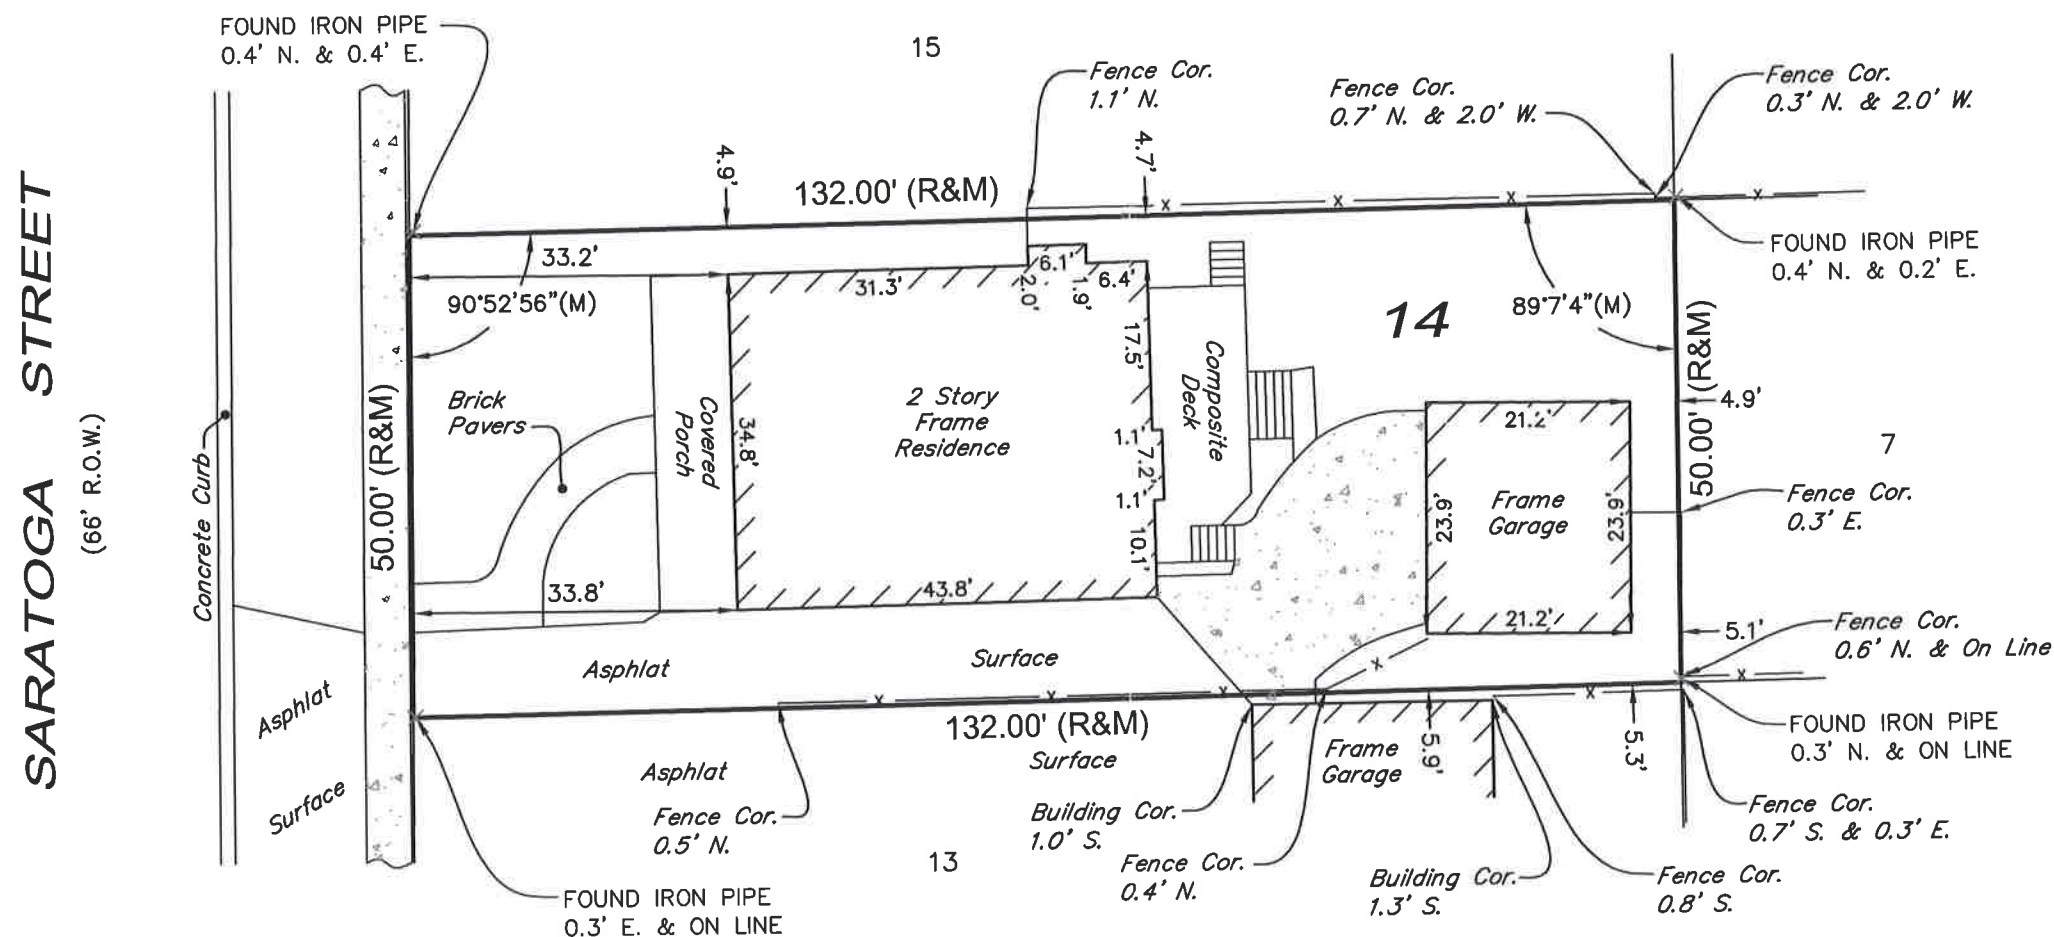 FOUND IRON PIPE
0.4' N. & 0.4' E.
15
Fence Cor.
1.1' N.
Fence Cor.
0.7' N. & 2.0' W.
Fence Cor.
0.3' N. & 2.0' W.
4.9'
132.00' (R&M)
4.7'
FOUND IRON PIPE
0.4' N. & 0.2' E.
33.2'
31.3'
6.1'
2.0'
1.9'
6.4'
90°52'56"(M)
14
89°7'4"(M)
SARATOGA STREET
(66' R.O.W.)
Concrete Curb
50.00' (R&M)
Brick
Pavers
Covered
Porch
34.8'
2 Story
Frame
Residence
17.5'
1.1'
7.2'
1.1'
10.1'
Composite
Deck
21.2'
23.9'
Frame
Garage
23.9'
21.2'
50.00' (R&M)
4.9'
7
Fence Cor.
0.3' E.
33.8'
43.8'
5.1'
Fence Cor.
0.6' N. & On Line
Asphlat
Surface
Asphlat
Surface
132.00' (R&M)
Asphlat
Surface
Frame
Garage
5.9'
5.3'
FOUND IRON PIPE
0.3' N. & ON LINE
Fence Cor.
0.5' N.
Building Cor.
1.0' S.
Fence Cor.
0.7' S. & 0.3' E.
13
Fence Cor.
0.4' N.
Building Cor.
1.3' S.
Fence Cor.
0.8' S.
FOUND IRON PIPE
0.3' E. & ON LINE